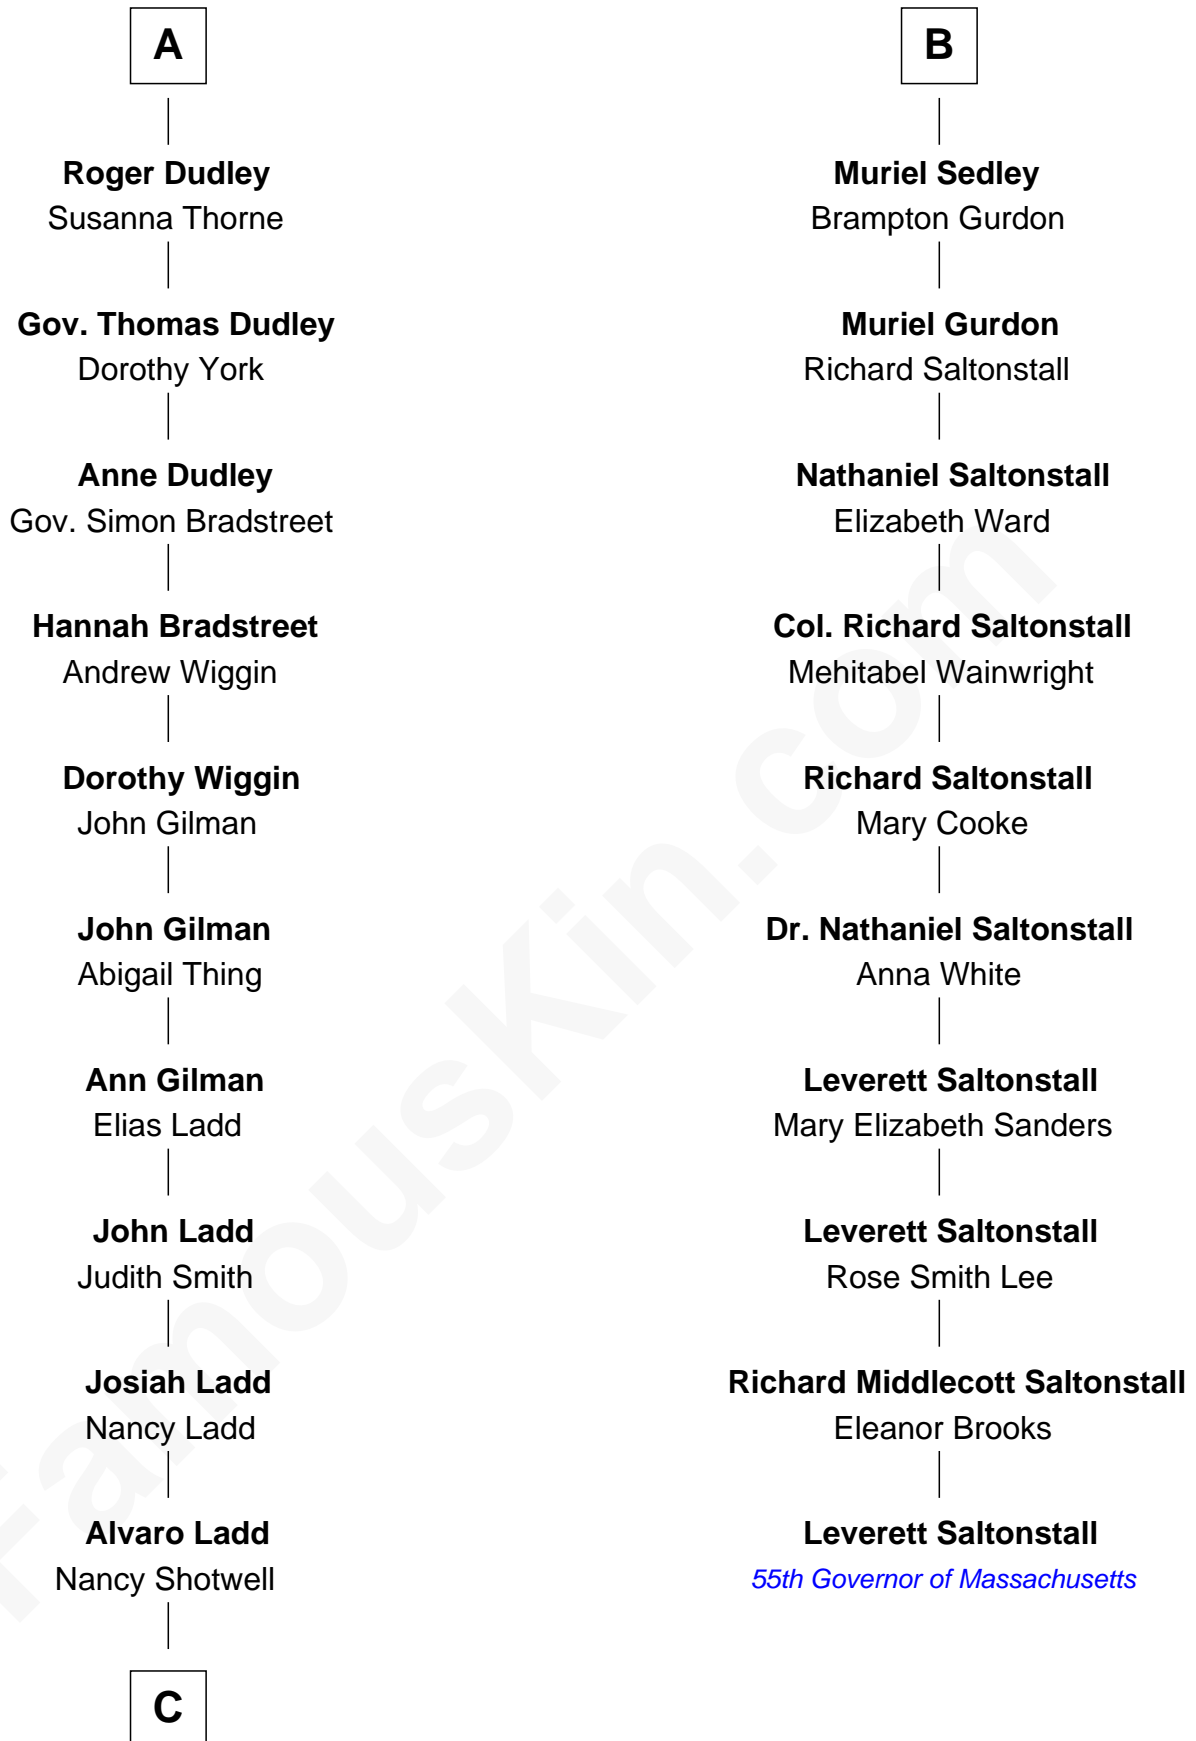 A
Roger Dudley
Susanna Thorne
Gov. Thomas Dudley
Dorothy York
Anne Dudley
Gov. Simon Bradstreet
Hannah Bradstreet
Andrew Wiggin
Dorothy Wiggin
John Gilman
John Gilman
Abigail Thing
Ann Gilman
Elias Ladd
John Ladd
Judith Smith
Josiah Ladd
Nancy Ladd
Alvaro Ladd
Nancy Shotwell
C
B
Muriel Sedley
Brampton Gurdon
Muriel Gurdon
Richard Saltonstall
Nathaniel Saltonstall
Elizabeth Ward
Col. Richard Saltonstall
Mehitabel Wainwright
Richard Saltonstall
Mary Cooke
Dr. Nathaniel Saltonstall
Anna White
Leverett Saltonstall
Mary Elizabeth Sanders
Leverett Saltonstall
Rose Smith Lee
Richard Middlecott Saltonstall
Eleanor Brooks
Leverett Saltonstall
55th Governor of Massachusetts
FamousKin.com